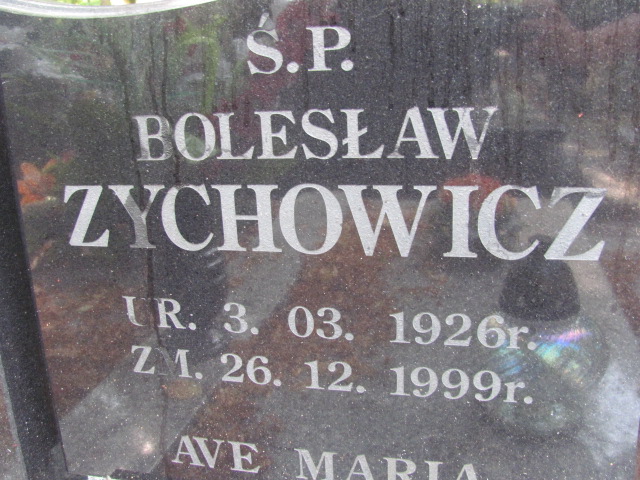 Ś.P.
BOLESŁAW
ZYCHOWICZ
UR. 3. 03. 1926r.
ZM. 26. 12. 1999r.
AVE MARIA